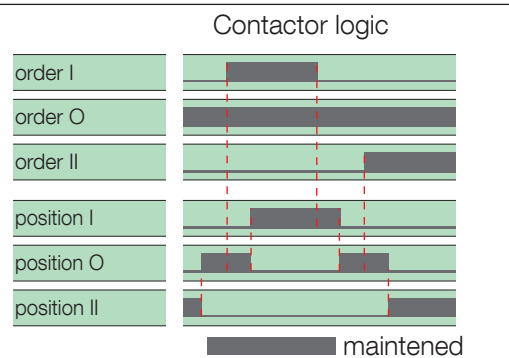 Contactor logic
order I
order O
order II
position I
position O
position II
maintened